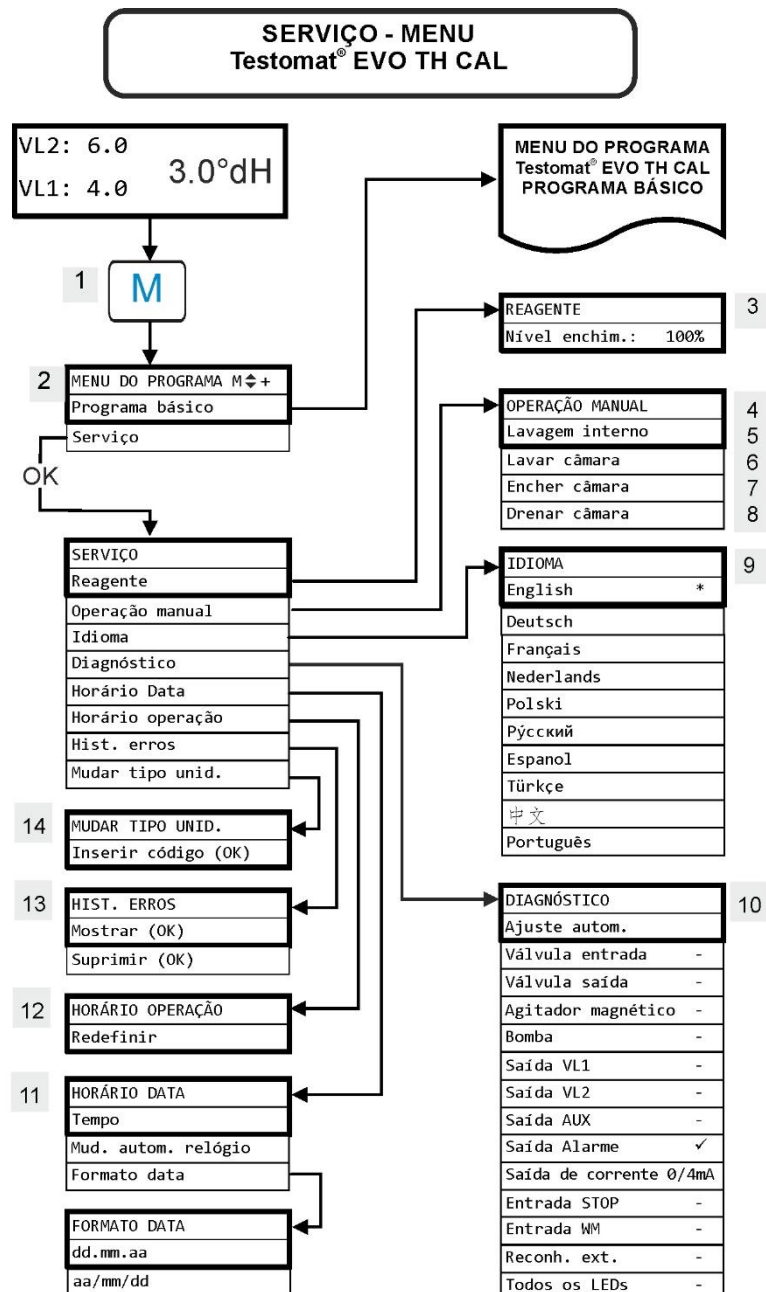 SERVIÇO - MENU
Testomat® EVO TH CAL
VL2: 6.0
3.0°dH
VL1: 4.0
MENU DO PROGRAMA
Testomat® EVO TH CAL
PROGRAMA BÁSICO
1
M
2
MENU DO PROGRAMA M⬍+
Programa básico
Serviço
OK
REAGENTE
3
Nível enchim.: 100%
OPERAÇÃO MANUAL
4
Lavagem interno
5
Lavar câmara
6
Encher câmara
7
Drenar câmara
8
SERVIÇO
Reagente
Operação manual
Idioma
Diagnóstico
Horário Data
Horário operação
Hist. erros
Mudar tipo unid.
IDIOMA
9
English *
Deutsch
Français
Nederlands
Polski
Рýсский
Espanol
Türkçe
中文
Português
14
MUDAR TIPO UNID.
Inserir código (OK)
13
HIST. ERROS
Mostrar (OK)
Suprimir (OK)
12
HORÁRIO OPERAÇÃO
Redefinir
11
HORÁRIO DATA
Tempo
Mud. autom. relógio
Formato data
FORMATO DATA
dd.mm.aa
aa/mm/dd
DIAGNÓSTICO
10
Ajuste autom.
Válvula entrada -
Válvula saída -
Agitador magnético -
Bomba -
Saída VL1 -
Saída VL2 -
Saída AUX -
Saída Alarme ✓
Saída de corrente 0/4mA
Entrada STOP -
Entrada WM -
Reconh. ext. -
Todos os LEDs -